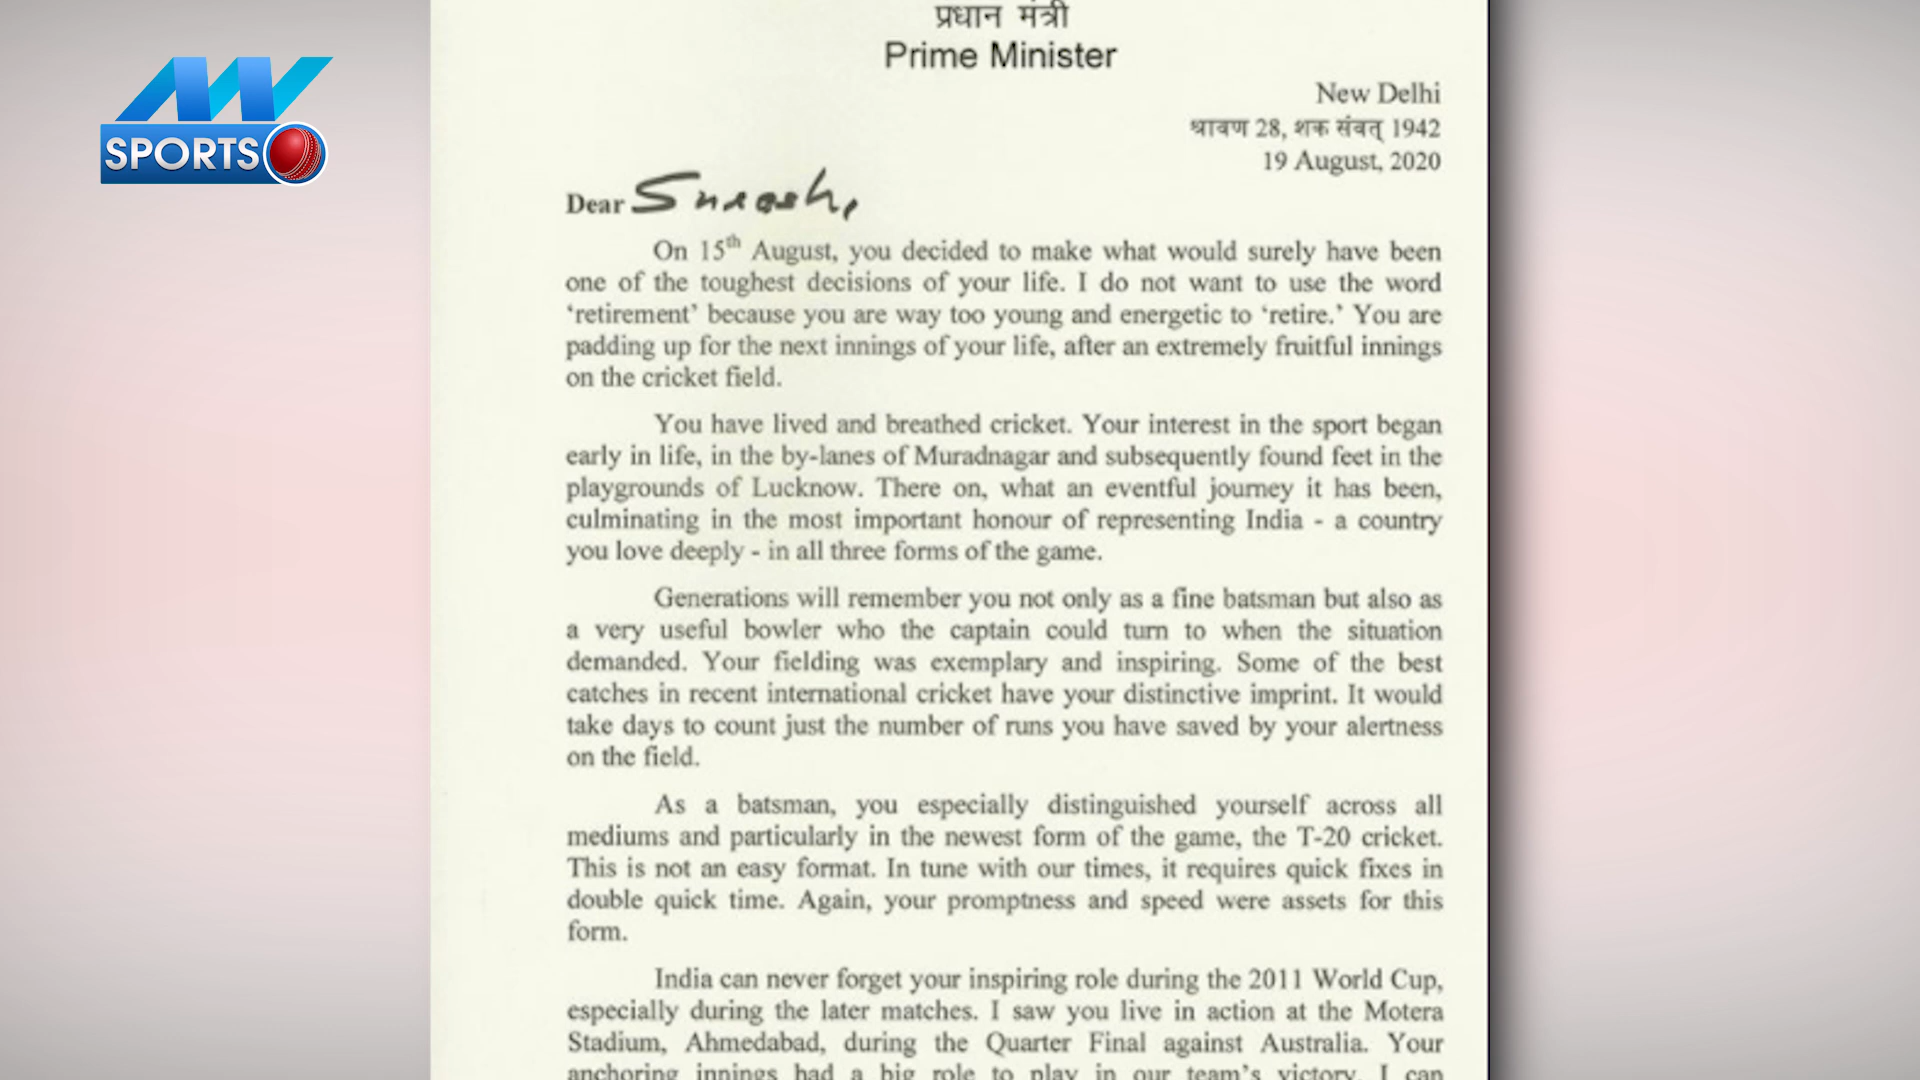 SPORTS
प्रधान मंत्री
Prime Minister
New Delhi
श्रावण 28, शक संवत् 1942
19 August, 2020
Dear Suresh,
On 15th August, you decided to make what would surely have been
one of the toughest decisions of your life. I do not want to use the word
‘retirement’ because you are way too young and energetic to ‘retire.’ You are
padding up for the next innings of your life, after an extremely fruitful innings
on the cricket field.
You have lived and breathed cricket. Your interest in the sport began
early in life, in the by-lanes of Muradnagar and subsequently found feet in the
playgrounds of Lucknow. There on, what an eventful journey it has been,
culminating in the most important honour of representing India - a country
you love deeply - in all three forms of the game.
Generations will remember you not only as a fine batsman but also as
a very useful bowler who the captain could turn to when the situation
demanded. Your fielding was exemplary and inspiring. Some of the best
catches in recent international cricket have your distinctive imprint. It would
take days to count just the number of runs you have saved by your alertness
on the field.
As a batsman, you especially distinguished yourself across all
mediums and particularly in the newest form of the game, the T-20 cricket.
This is not an easy format. In tune with our times, it requires quick fixes in
double quick time. Again, your promptness and speed were assets for this
form.
India can never forget your inspiring role during the 2011 World Cup,
especially during the later matches. I saw you live in action at the Motera
Stadium, Ahmedabad, during the Quarter Final against Australia. Your
anchoring innings had a big role to play in our team’s victory. I can